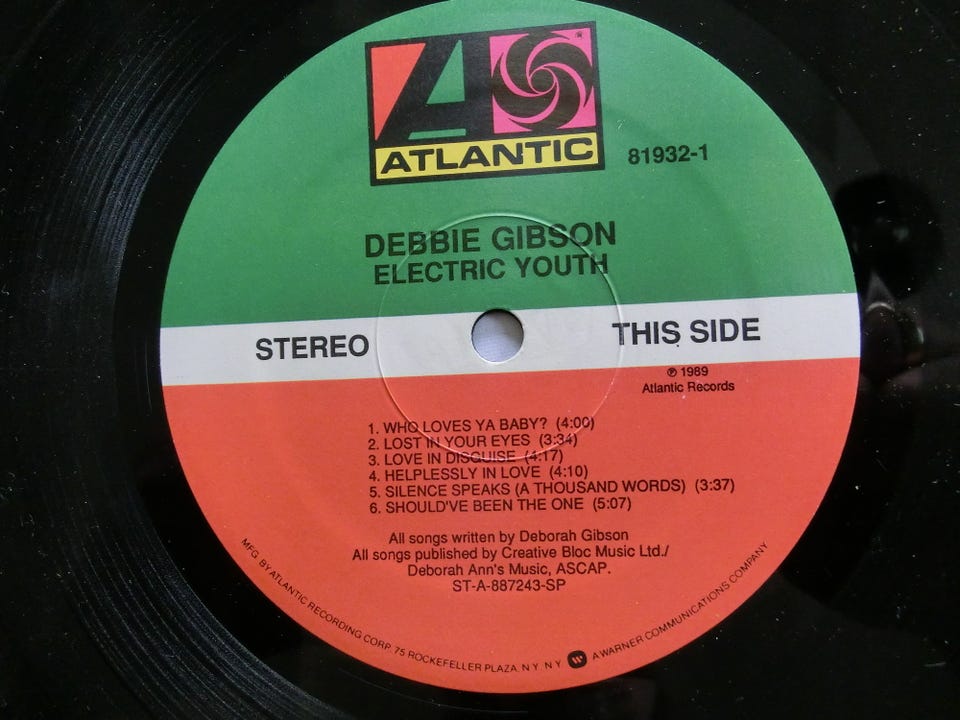 ATLANTIC
81932-1
DEBBIE GIBSON
ELECTRIC YOUTH
STEREO
THIS SIDE
℗ 1989
Atlantic Records
1. WHO LOVES YA BABY? (4:00)
2. LOST IN YOUR EYES (3:34)
3. LOVE IN DISGUISE (4:17)
4. HELPLESSLY IN LOVE (4:10)
5. SILENCE SPEAKS (A THOUSAND WORDS) (3:37)
6. SHOULD'VE BEEN THE ONE (5:07)
All songs written by Deborah Gibson
All songs published by Creative Bloc Music Ltd./
Deborah Ann's Music, ASCAP.
ST-A-887243-SP
MFG. BY ATLANTIC RECORDING CORP. 75 ROCKEFELLER PLAZA, N.Y. N.Y. A WARNER COMMUNICATIONS COMPANY